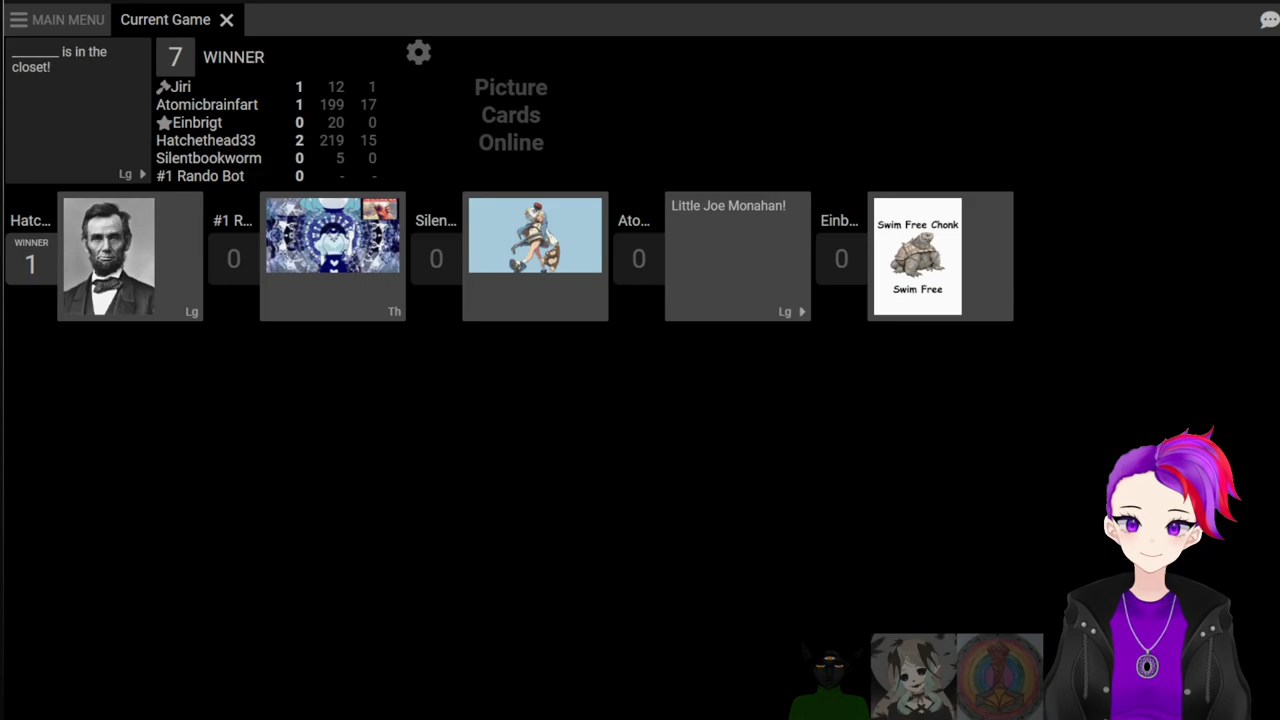 MAIN MENU
Current Game
_______ is in the
closet!
Lg
7 WINNER
Jiri 1 12 1
Atomicbrainfart 1 199 17
Einbrigt 0 20 0
Hatchethead33 2 219 15
Silentbookworm 0 5 0
#1 Rando Bot 0 - -
Picture
Cards
Online
Hatc...
WINNER
1
Lg
#1 R...
0
Th
Silen...
0
Ato...
0
Little Joe Monahan!
Lg
Einb...
0
Swim Free Chonk
Swim Free